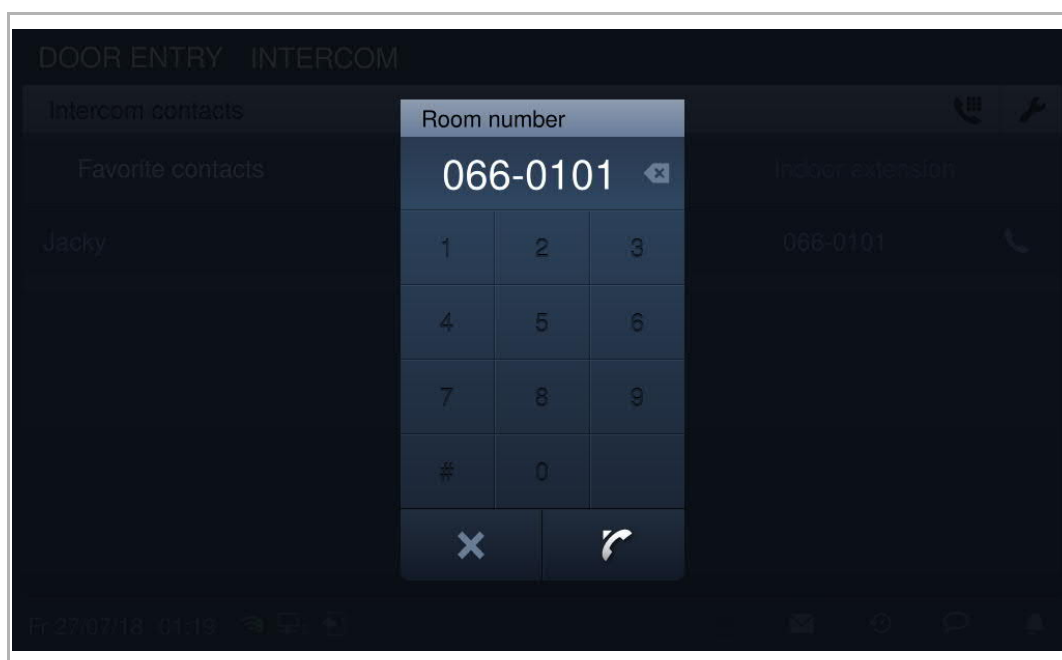 DOOR ENTRY INTERCOM
Intercom contacts
Room number
Favorite contacts
066-0101
Indoor extension
Jacky
1 2 3
066-0101
4 5 6
7 8 9
# 0
Fr 27/07/18 01:19